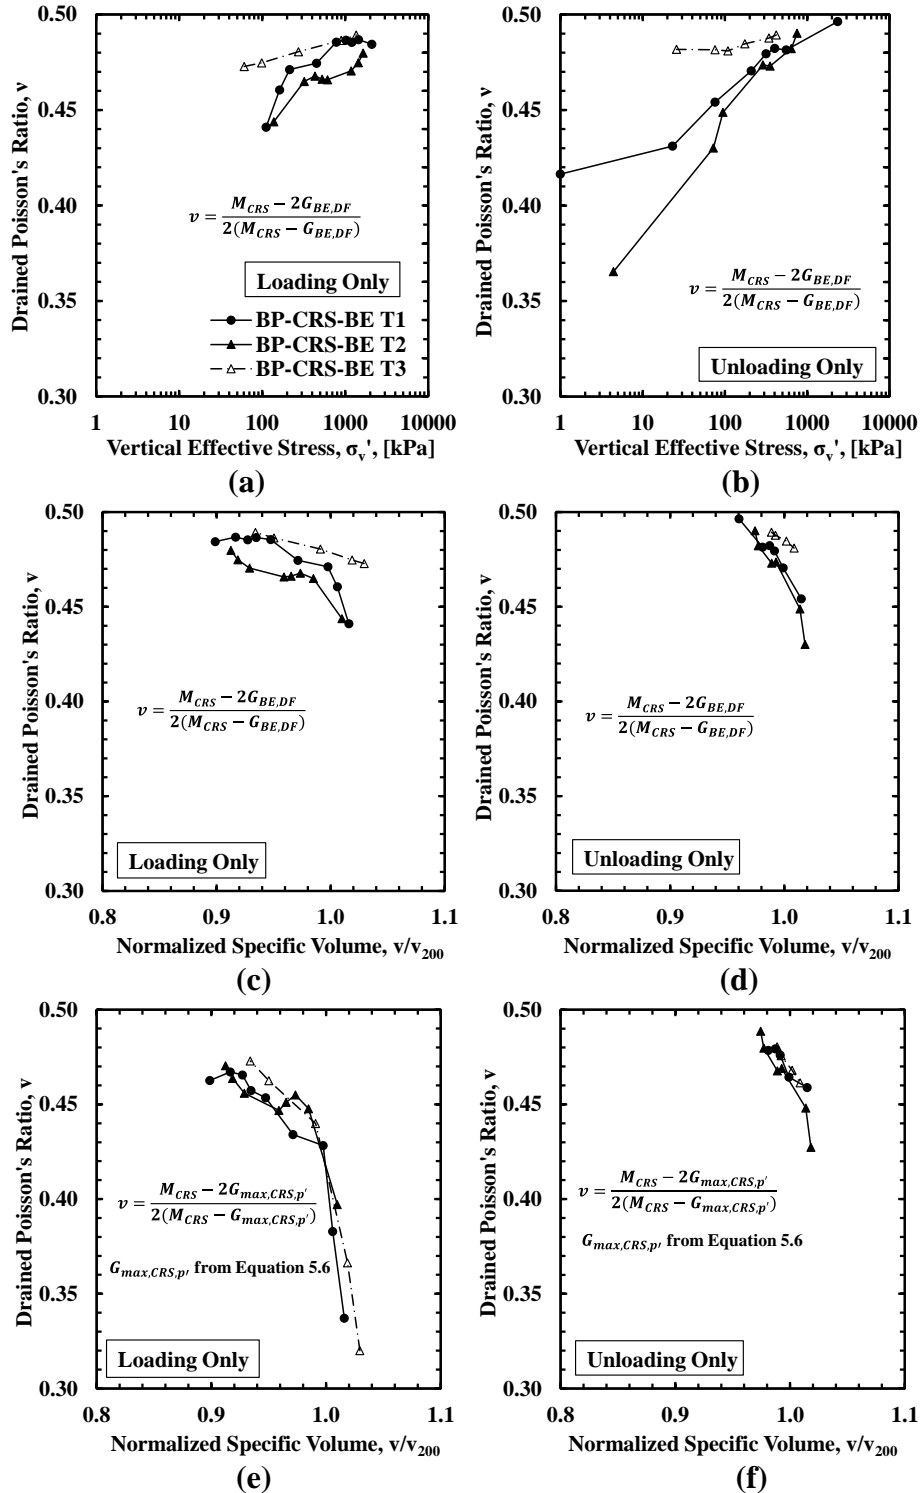 0.50
0.45
0.40
0.35
0.30
Drained Poisson's Ratio, ν
ν = (M_CRS − 2G_BE,DF) / 2(M_CRS − G_BE,DF)
Loading Only
BP-CRS-BE T1
BP-CRS-BE T2
BP-CRS-BE T3
1 10 100 1000 10000
Vertical Effective Stress, σv', [kPa]
(a)
0.50
0.45
0.40
0.35
0.30
Drained Poisson's Ratio, ν
ν = (M_CRS − 2G_BE,DF) / 2(M_CRS − G_BE,DF)
Unloading Only
1 10 100 1000 10000
Vertical Effective Stress, σv', [kPa]
(b)
0.50
0.45
0.40
0.35
0.30
Drained Poisson's Ratio, ν
ν = (M_CRS − 2G_BE,DF) / 2(M_CRS − G_BE,DF)
Loading Only
0.8 0.9 1.0 1.1
Normalized Specific Volume, v/v200
(c)
0.50
0.45
0.40
0.35
0.30
Drained Poisson's Ratio, ν
ν = (M_CRS − 2G_BE,DF) / 2(M_CRS − G_BE,DF)
Unloading Only
0.8 0.9 1.0 1.1
Normalized Specific Volume, v/v200
(d)
0.50
0.45
0.40
0.35
0.30
Drained Poisson's Ratio, ν
ν = (M_CRS − 2G_max,CRS,p') / 2(M_CRS − G_max,CRS,p')
G_max,CRS,p' from Equation 5.6
Loading Only
0.8 0.9 1.0 1.1
Normalized Specific Volume, v/v200
(e)
0.50
0.45
0.40
0.35
0.30
Drained Poisson's Ratio, ν
ν = (M_CRS − 2G_max,CRS,p') / 2(M_CRS − G_max,CRS,p')
G_max,CRS,p' from Equation 5.6
Unloading Only
0.8 0.9 1.0 1.1
Normalized Specific Volume, v/v200
(f)